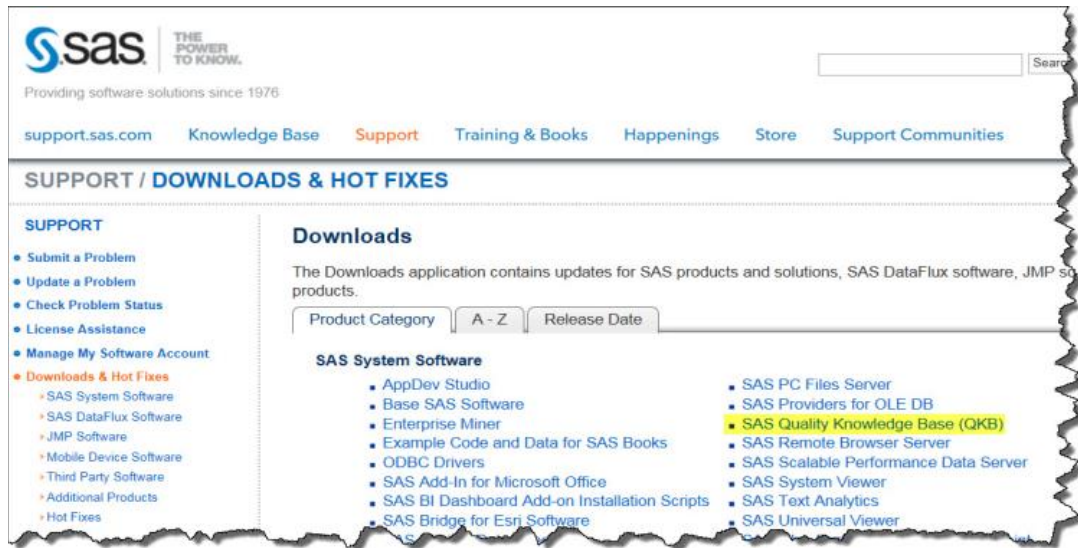 sas
THE
POWER
TO KNOW.
Providing software solutions since 1976
support.sas.com Knowledge Base Support Training & Books Happenings Store Support Communities
SUPPORT / DOWNLOADS & HOT FIXES
SUPPORT
Submit a Problem
Update a Problem
Check Problem Status
License Assistance
Manage My Software Account
Downloads & Hot Fixes
SAS System Software
SAS DataFlux Software
JMP Software
Mobile Device Software
Third Party Software
Additional Products
Hot Fixes
Downloads
The Downloads application contains updates for SAS products and solutions, SAS DataFlux software, JMP
products.
Product Category A - Z Release Date
SAS System Software
AppDev Studio
Base SAS Software
Enterprise Miner
Example Code and Data for SAS Books
ODBC Drivers
SAS Add-In for Microsoft Office
SAS BI Dashboard Add-on Installation Scripts
SAS Bridge for Esri Software
SAS PC Files Server
SAS Providers for OLE DB
SAS Quality Knowledge Base (QKB)
SAS Remote Browser Server
SAS Scalable Performance Data Server
SAS System Viewer
SAS Text Analytics
SAS Universal Viewer